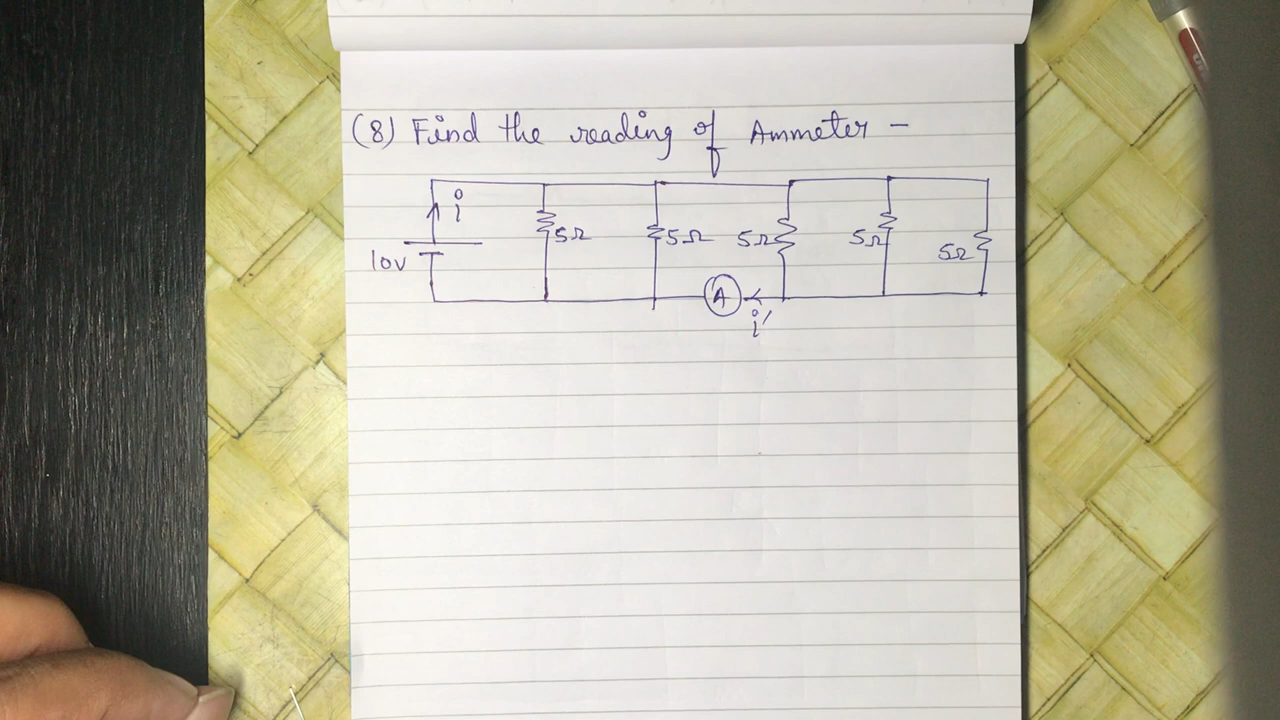 (8) Find the reading of Ammeter -
i
5Ω 5Ω 5Ω 5Ω 5Ω
10V
A
i'